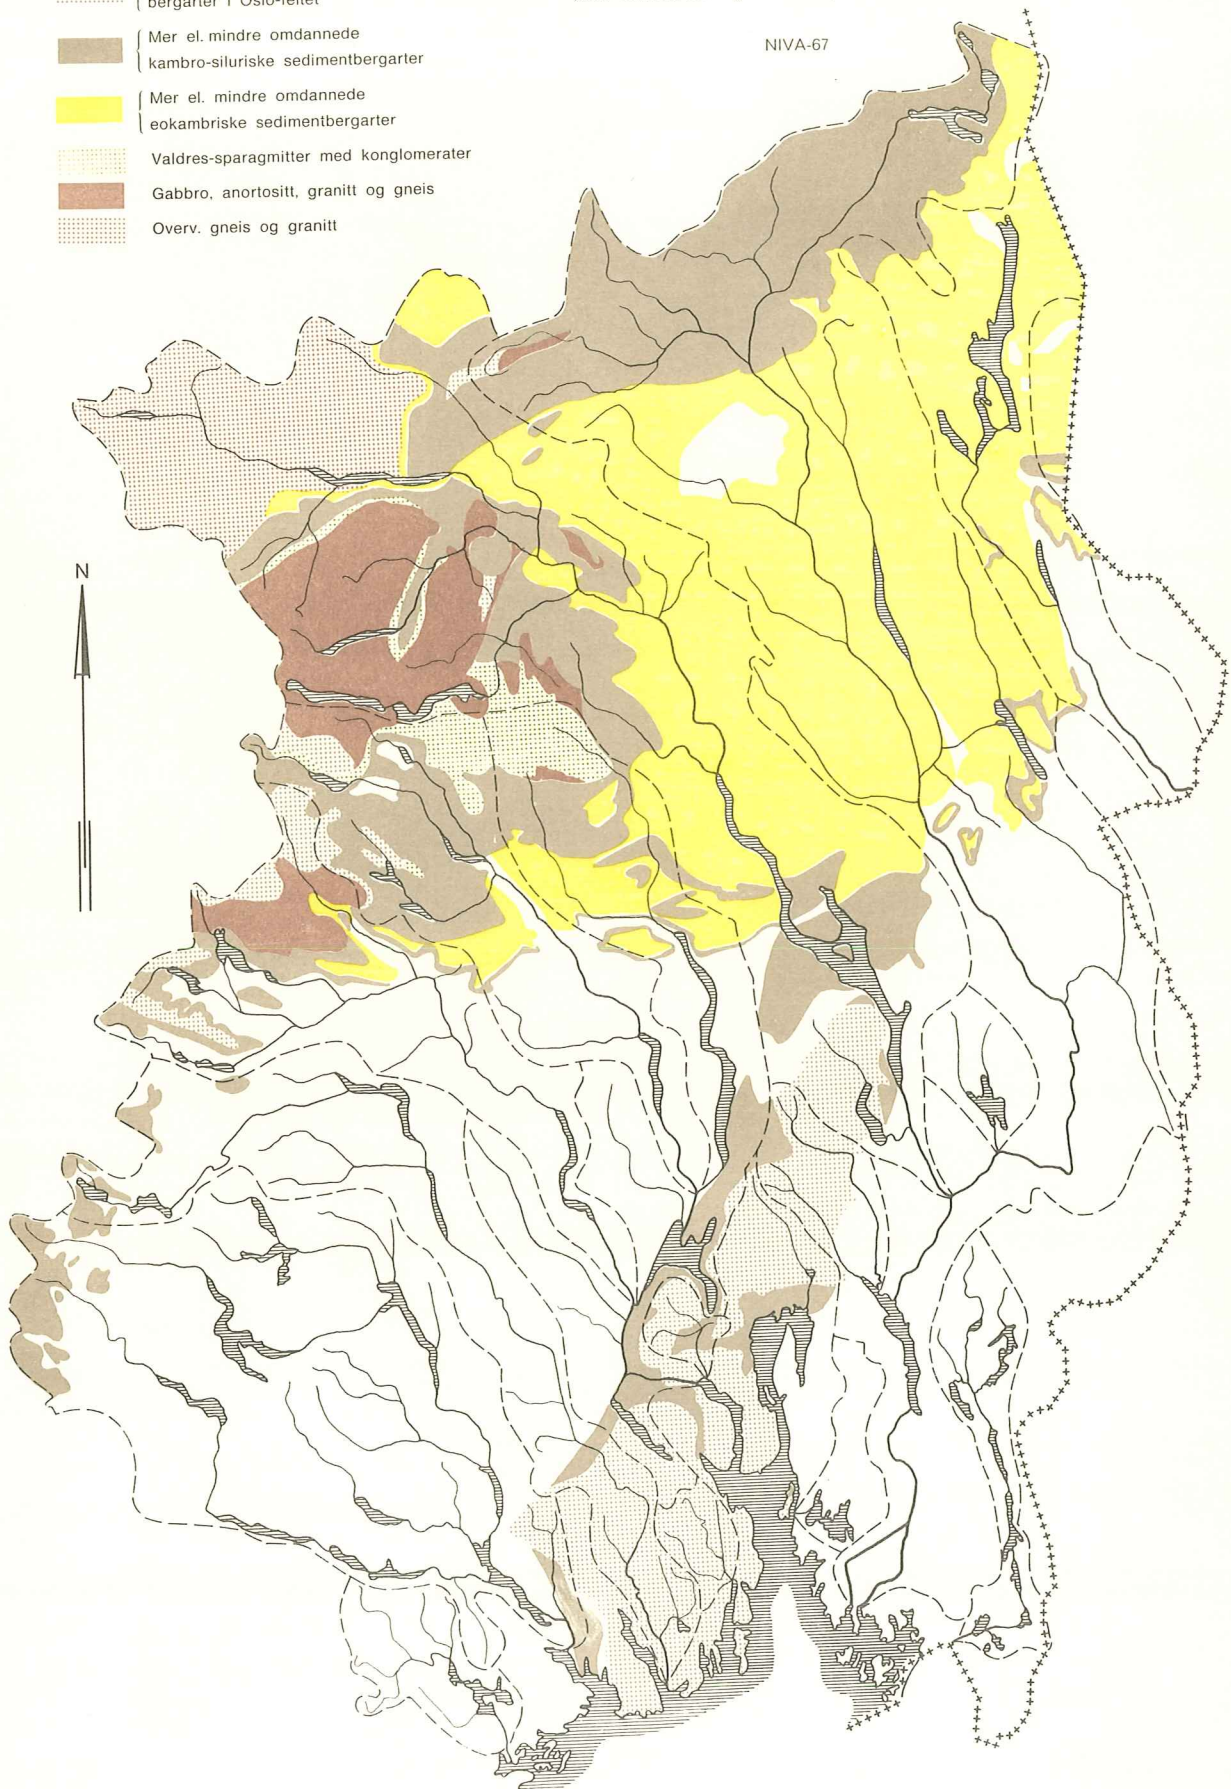 bergarter i Oslo-feltet
Mer el. mindre omdannede
kambro-siluriske sedimentbergarter
NIVA-67
Mer el. mindre omdannede
eokambriske sedimentbergarter
Valdres-sparagmitter med konglomerater
Gabbro, anortositt, granitt og gneis
Overv. gneis og granitt
N